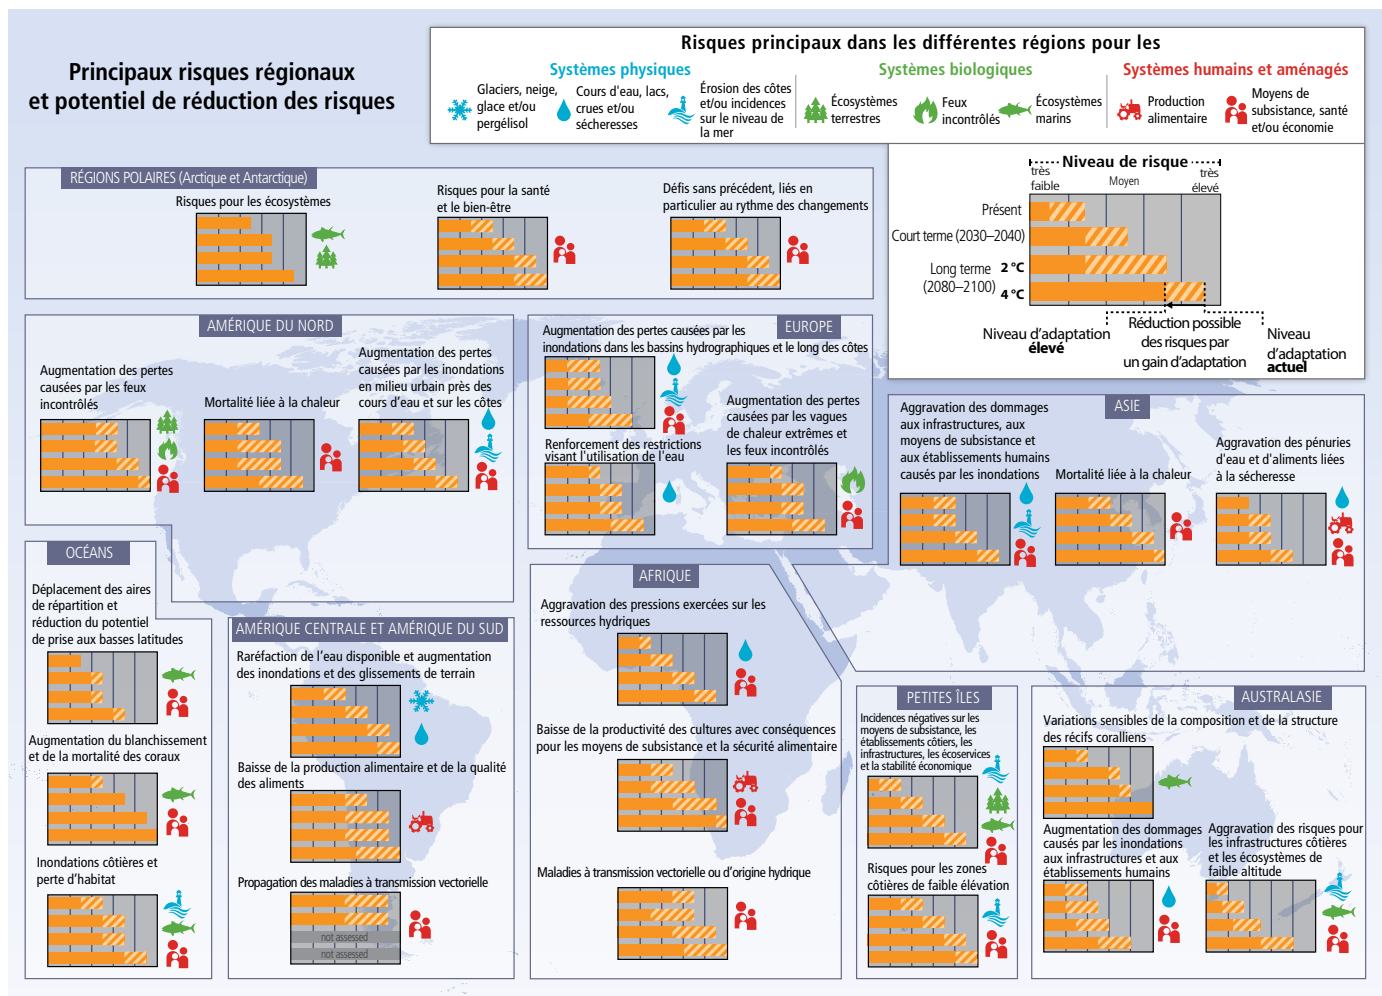 Principaux risques régionaux
et potentiel de réduction des risques
Risques principaux dans les différentes régions pour les
Systèmes physiques
Systèmes biologiques
Systèmes humains et aménagés
Glaciers, neige,
glace et/ou
pergélisol
Cours d'eau, lacs,
crues et/ou
sécheresses
Érosion des côtes
et/ou incidences
sur le niveau de
la mer
Écosystèmes
terrestres
Feux
incontrôlés
Écosystèmes
marins
Production
alimentaire
Moyens de
subsistance, santé
et/ou économie
Niveau de risque
très
faible
Moyen
très
élevé
Présent
Court terme (2030–2040)
Long terme
(2080–2100)
2 °C
4 °C
Niveau d'adaptation
élevé
Réduction possible
des risques par
un gain d'adaptation
Niveau
d'adaptation
actuel
RÉGIONS POLAIRES (Arctique et Antarctique)
Risques pour les écosystèmes
Risques pour la santé
et le bien-être
Défis sans précédent, liés en
particulier au rythme des changements
AMÉRIQUE DU NORD
Augmentation des pertes
causées par les feux
incontrôlés
Mortalité liée à la chaleur
Augmentation des pertes
causées par les inondations
en milieu urbain près des
cours d'eau et sur les côtes
EUROPE
Augmentation des pertes causées par les
inondations dans les bassins hydrographiques et le long des côtes
Renforcement des restrictions
visant l'utilisation de l'eau
Augmentation des pertes
causées par les vagues
de chaleur extrêmes et
les feux incontrôlés
ASIE
Aggravation des dommages
aux infrastructures, aux
moyens de subsistance et
aux établissements humains
causés par les inondations
Mortalité liée à la chaleur
Aggravation des pénuries
d'eau et d'aliments liées
à la sécheresse
OCÉANS
Déplacement des aires
de répartition et
réduction du potentiel
de prise aux basses latitudes
Augmentation du blanchissement
et de la mortalité des coraux
Inondations côtières et
perte d'habitat
AMÉRIQUE CENTRALE ET AMÉRIQUE DU SUD
Raréfaction de l'eau disponible et augmentation
des inondations et des glissements de terrain
Baisse de la production alimentaire et de la qualité
des aliments
Propagation des maladies à transmission vectorielle
not assessed
not assessed
AFRIQUE
Aggravation des pressions exercées sur les
ressources hydriques
Baisse de la productivité des cultures avec conséquences
pour les moyens de subsistance et la sécurité alimentaire
Maladies à transmission vectorielle ou d'origine hydrique
PETITES ÎLES
Incidences négatives sur les
moyens de subsistance, les
établissements côtiers, les
infrastructures, les écoservices
et la stabilité économique
Risques pour les zones
côtières de faible élévation
AUSTRALASIE
Variations sensibles de la composition et de la structure
des récifs coralliens
Augmentation des dommages
causés par les inondations
aux infrastructures et aux
établissements humains
Aggravation des risques pour
les infrastructures côtières
et les écosystèmes de
faible altitude